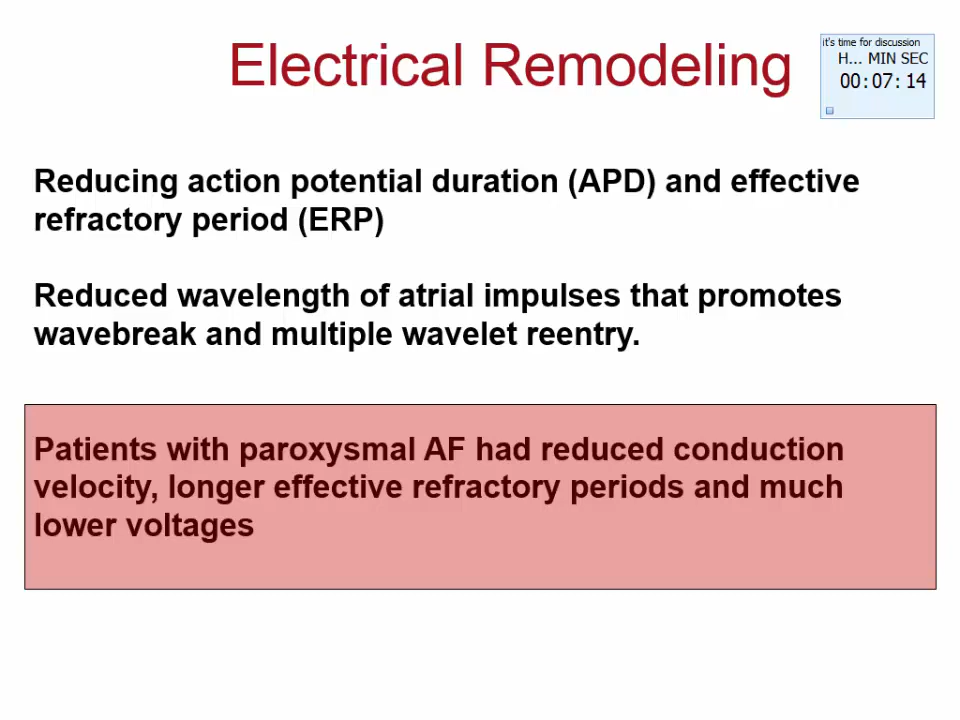 Electrical Remodeling
it's time for discussion
H... MIN SEC
00:07:14
Reducing action potential duration (APD) and effective
refractory period (ERP)
Reduced wavelength of atrial impulses that promotes
wavebreak and multiple wavelet reentry.
Patients with paroxysmal AF had reduced conduction
velocity, longer effective refractory periods and much
lower voltages